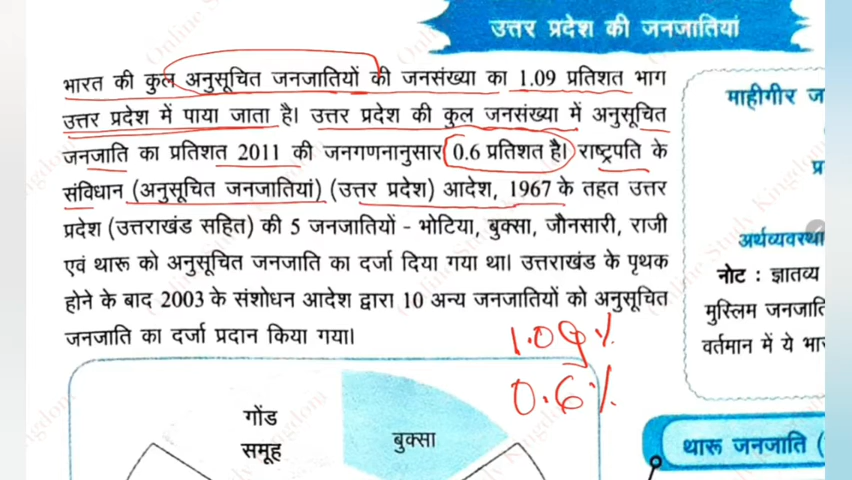 उत्तर प्रदेश की जनजातियां
भारत की कुल अनुसूचित जनजातियों की जनसंख्या का 1.09 प्रतिशत भाग
उत्तर प्रदेश में पाया जाता है। उत्तर प्रदेश की कुल जनसंख्या में अनुसूचित
जनजाति का प्रतिशत 2011 की जनगणनानुसार 0.6 प्रतिशत है। राष्ट्रपति के
संविधान (अनुसूचित जनजातियां) (उत्तर प्रदेश) आदेश, 1967 के तहत उत्तर
प्रदेश (उत्तराखंड सहित) की 5 जनजातियों - भोटिया, बुक्सा, जौनसारी, राजी
एवं थारू को अनुसूचित जनजाति का दर्जा दिया गया था। उत्तराखंड के पृथक
होने के बाद 2003 के संशोधन आदेश द्वारा 10 अन्य जनजातियों को अनुसूचित
जनजाति का दर्जा प्रदान किया गया।
1.09%
0.6%
गोंड
समूह
बुक्सा
माहीगीर
अर्थव्यवस्था
नोट : ज्ञातव्य
मुस्लिम
वर्तमान में ये
थारू जनजाति (
Online Study Kingdom